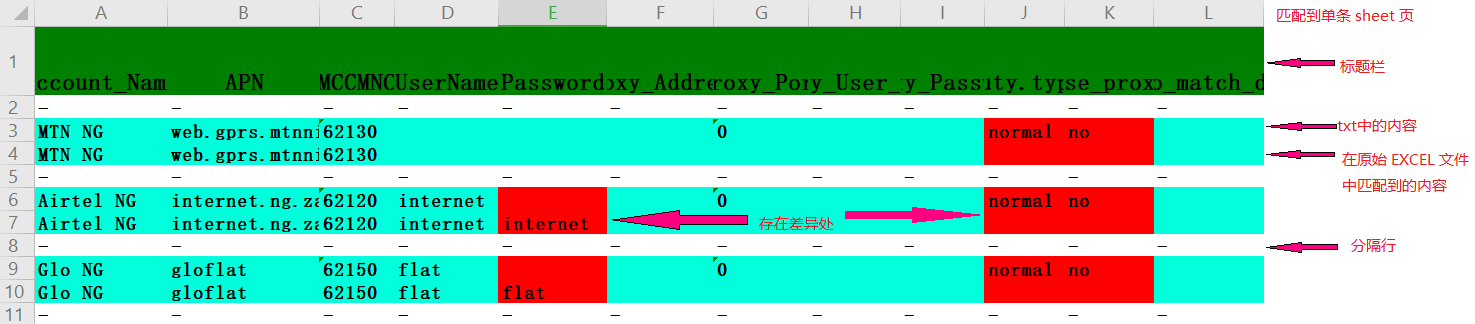 A B C D E F G H I J K L
匹配到单条 sheet 页
1 ccount_Nam APN MCCMNC UserName Password oxy_Addre roxy_Por y_User_ y_Pass ity.typ se_prox o_match_d
标题栏
2 – – – – – – – – – – – –
3 MTN NG web.gprs.mtnni 62130 0 normal no
txt中的内容
4 MTN NG web.gprs.mtnni 62130
在原始 EXCEL 文件
中匹配到的内容
5 – – – – – – – – – – – –
6 Airtel NG internet.ng.za 62120 internet 0 normal no
7 Airtel NG internet.ng.za 62120 internet internet
存在差异处
8 – – – – – – – – – – – –
分隔行
9 Glo NG gloflat 62150 flat 0 normal no
10 Glo NG gloflat 62150 flat flat
11 – – – – – – – – – – – –